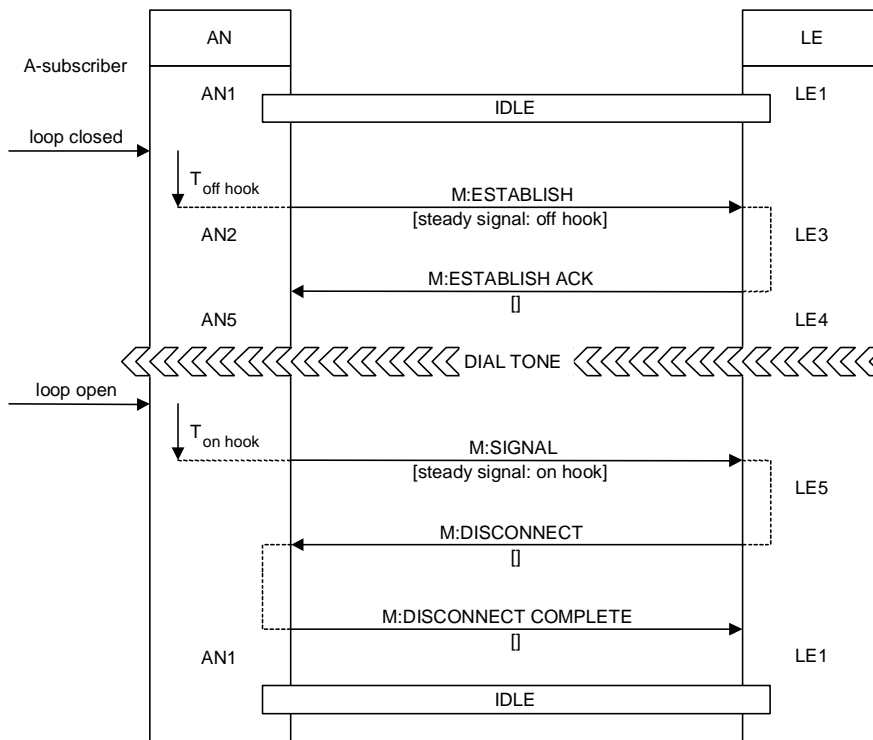 AN
LE
A-subscriber
AN1
IDLE
LE1
loop closed
T off hook
M:ESTABLISH
[steady signal: off hook]
AN2
LE3
M:ESTABLISH ACK
[]
AN5
LE4
DIAL TONE
loop open
T on hook
M:SIGNAL
[steady signal: on hook]
LE5
M:DISCONNECT
[]
M:DISCONNECT COMPLETE
[]
AN1
LE1
IDLE